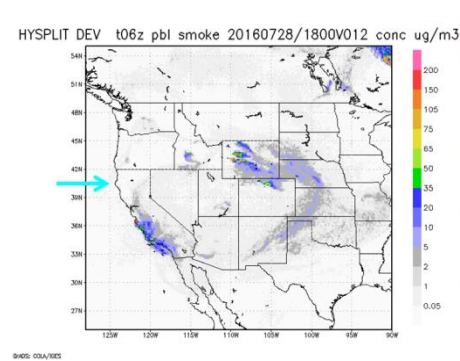 HYSPLIT DEV t06z pbl smoke 20160728/1800V012 conc ug/m3
54N
51N
48N
45N
42N
39N
36N
33N
30N
27N
125W 120W 115W 110W 105W 100W 95W 90W
200
150
105
75
65
50
35
20
10
5
2
1
0.05
GrADS: COLA/IGES